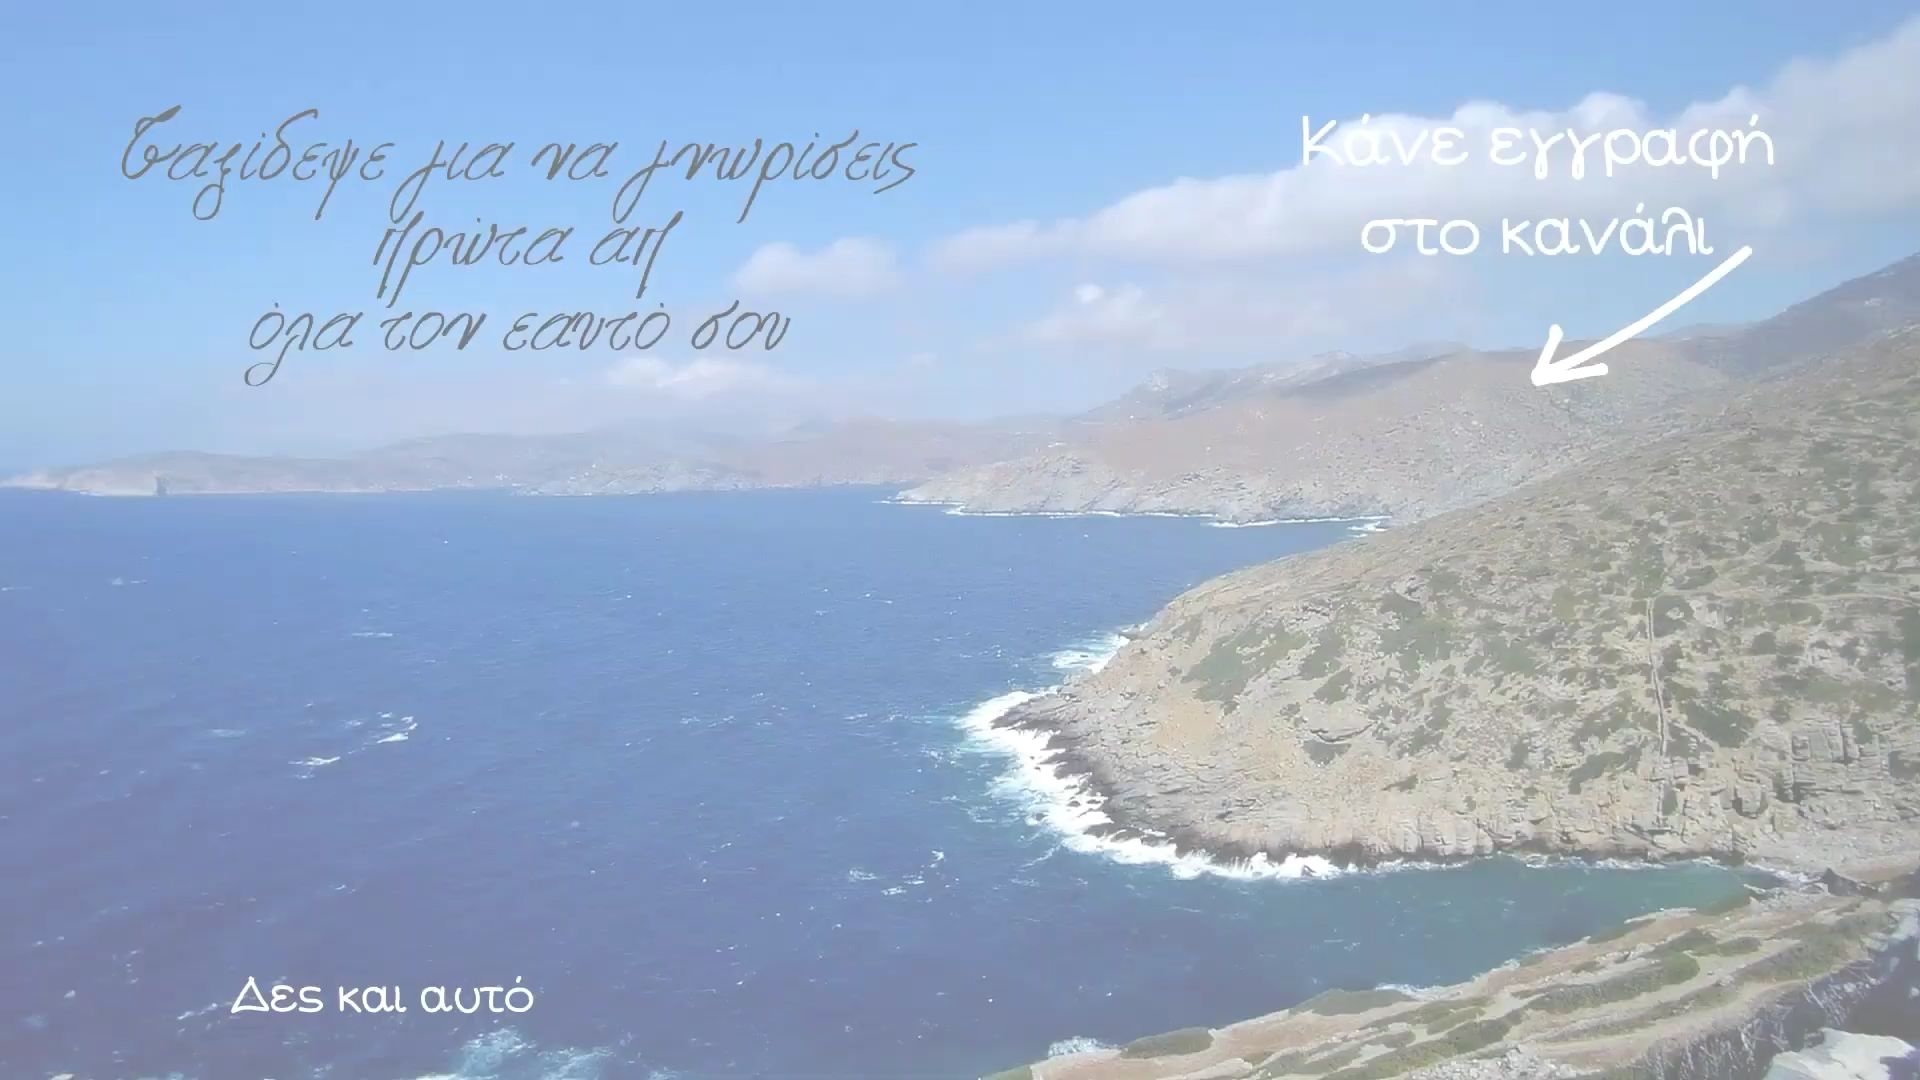 Ταξίδεψε για να γνωρίσεις
πρώτα απ
όλα τον εαυτό σου
Κάνε εγγραφή
στο κανάλι
Δες και αυτό